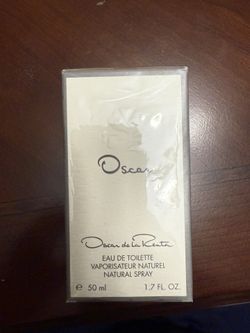 Oscar
Oscar de la Renta
EAU DE TOILETTE
VAPORISATEUR NATUREL
NATURAL SPRAY
e 50 ml 1.7 FL. OZ.